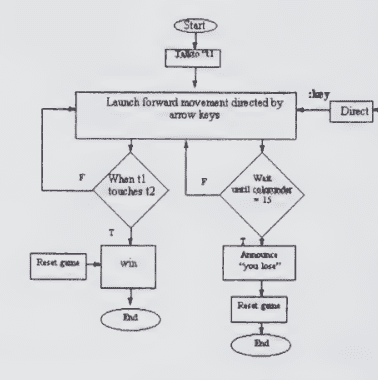 Start
Talkto "t1
Launch forward movement directed by
arrow keys
:key
Direct
F
When t1
touches t2
F
Wait
until colorunder
= 15
T
T
Reset game
win
Announce
"you lose"
End
Reset game
End